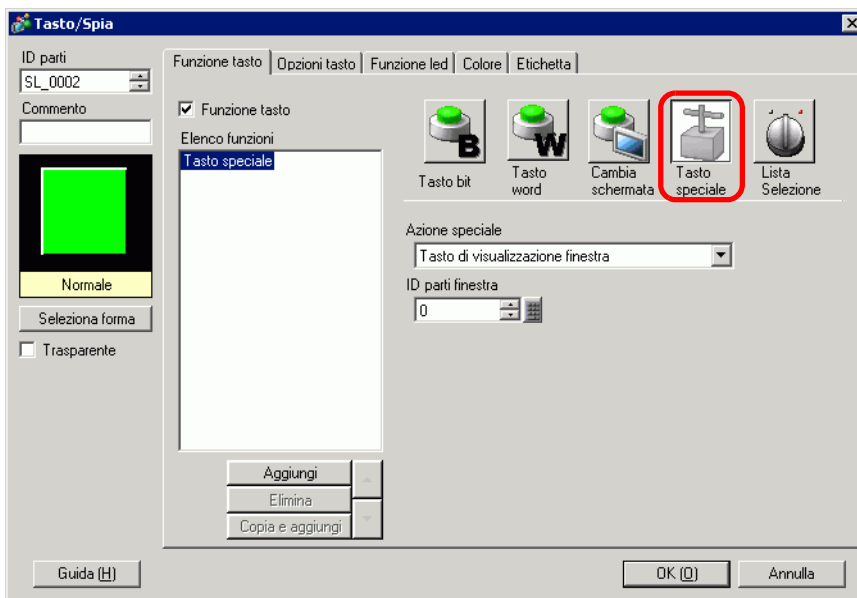 Tasto/Spia
ID parti
SL_0002
Commento
Normale
Seleziona forma
Trasparente
Funzione tasto
Opzioni tasto
Funzione led
Colore
Etichetta
Funzione tasto
Elenco funzioni
Tasto speciale
Aggiungi
Elimina
Copia e aggiungi
B
Tasto bit
W
Tasto
word
Cambia
schermata
Tasto
speciale
Lista
Selezione
Azione speciale
Tasto di visualizzazione finestra
ID parti finestra
0
Guida (H)
OK (O)
Annulla